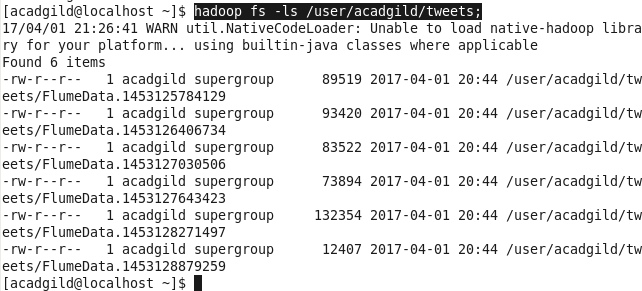 [acadgild@localhost ~]$ hadoop fs -ls /user/acadgild/tweets;
17/04/01 21:26:41 WARN util.NativeCodeLoader: Unable to load native-hadoop libra
ry for your platform... using builtin-java classes where applicable
Found 6 items
-rw-r--r--   1 acadgild supergroup      89519 2017-04-01 20:44 /user/acadgild/tw
eets/FlumeData.1453125784129
-rw-r--r--   1 acadgild supergroup      93420 2017-04-01 20:44 /user/acadgild/tw
eets/FlumeData.1453126406734
-rw-r--r--   1 acadgild supergroup      83522 2017-04-01 20:44 /user/acadgild/tw
eets/FlumeData.1453127030506
-rw-r--r--   1 acadgild supergroup      73894 2017-04-01 20:44 /user/acadgild/tw
eets/FlumeData.1453127643423
-rw-r--r--   1 acadgild supergroup     132354 2017-04-01 20:44 /user/acadgild/tw
eets/FlumeData.1453128271497
-rw-r--r--   1 acadgild supergroup      12407 2017-04-01 20:44 /user/acadgild/tw
eets/FlumeData.1453128879259
[acadgild@localhost ~]$